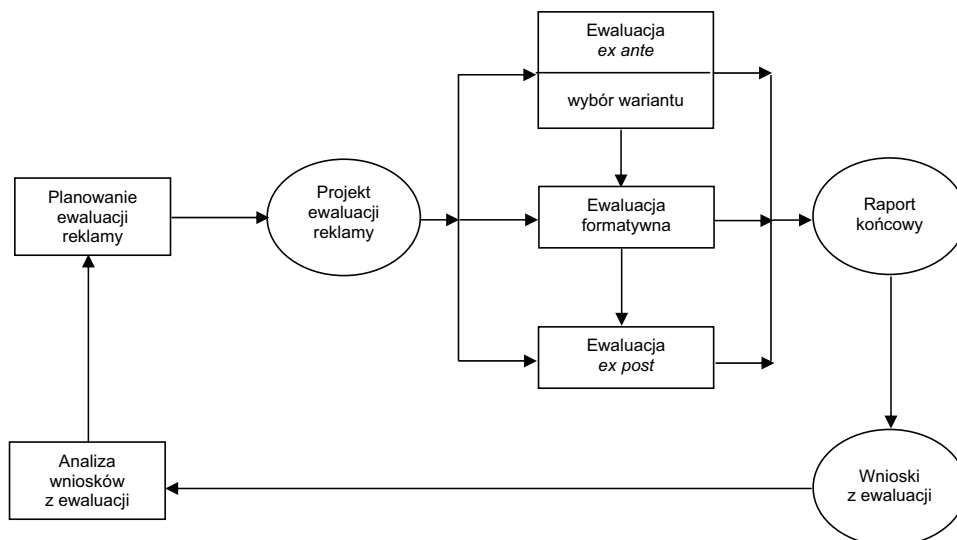 Ewaluacja
ex ante
wybór wariantu
Planowanie
ewaluacji
reklamy
Projekt
ewaluacji
reklamy
Ewaluacja
formatywna
Raport
końcowy
Ewaluacja
ex post
Analiza
wniosków
z ewaluacji
Wnioski
z ewaluacji